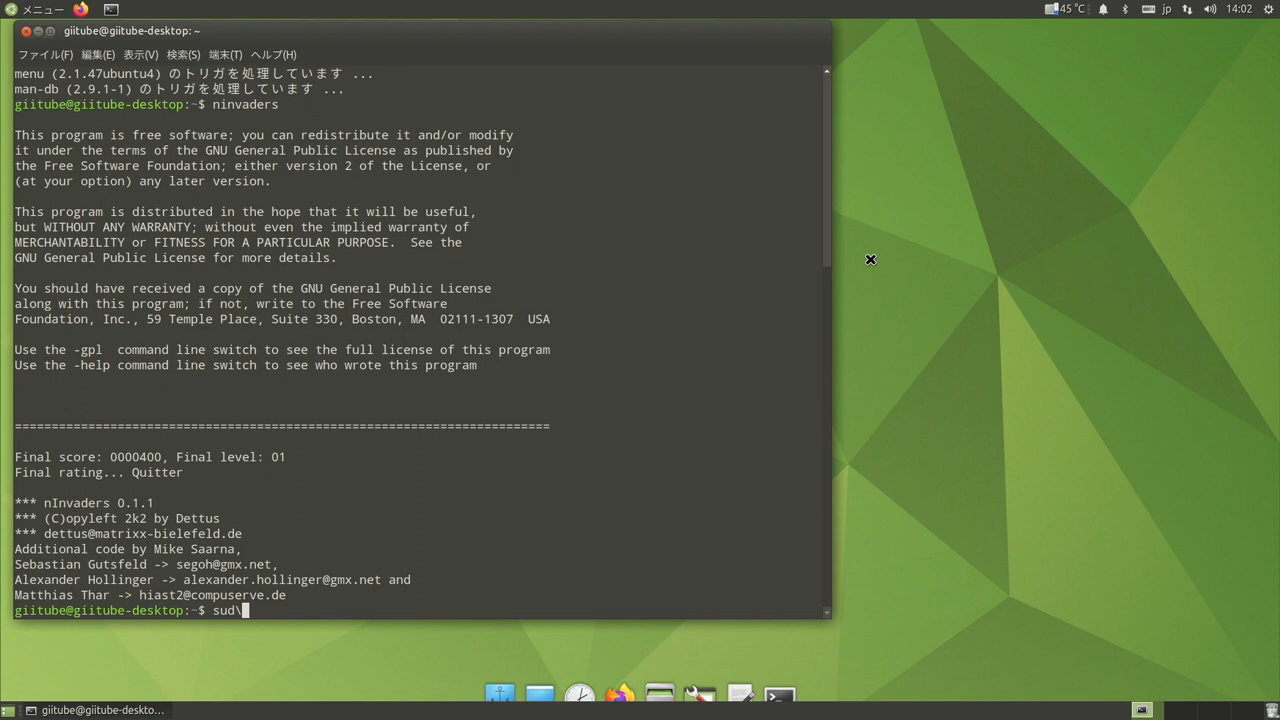 メニュー
45 ℃ jp 14:02
giitube@giitube-desktop: ~
ファイル(F) 編集(E) 表示(V) 検索(S) 端末(T) ヘルプ(H)
menu (2.1.47ubuntu4) のトリガを処理しています ...
man-db (2.9.1-1) のトリガを処理しています ...
giitube@giitube-desktop:~$ ninvaders
This program is free software; you can redistribute it and/or modify
it under the terms of the GNU General Public License as published by
the Free Software Foundation; either version 2 of the License, or
(at your option) any later version.
This program is distributed in the hope that it will be useful,
but WITHOUT ANY WARRANTY; without even the implied warranty of
MERCHANTABILITY or FITNESS FOR A PARTICULAR PURPOSE.  See the
GNU General Public License for more details.
You should have received a copy of the GNU General Public License
along with this program; if not, write to the Free Software
Foundation, Inc., 59 Temple Place, Suite 330, Boston, MA  02111-1307  USA
Use the -gpl  command line switch to see the full license of this program
Use the -help command line switch to see who wrote this program
=========================================================================
Final score: 0000400, Final level: 01
Final rating... Quitter
*** nInvaders 0.1.1
*** (C)opyleft 2k2 by Dettus
*** dettus@matrixx-bielefeld.de
Additional code by Mike Saarna,
Sebastian Gutsfeld -> segoh@gmx.net,
Alexander Hollinger -> alexander.hollinger@gmx.net and
Matthias Thar -> hiast2@compuserve.de
giitube@giitube-desktop:~$ sud\
giitube@giitube-deskto...